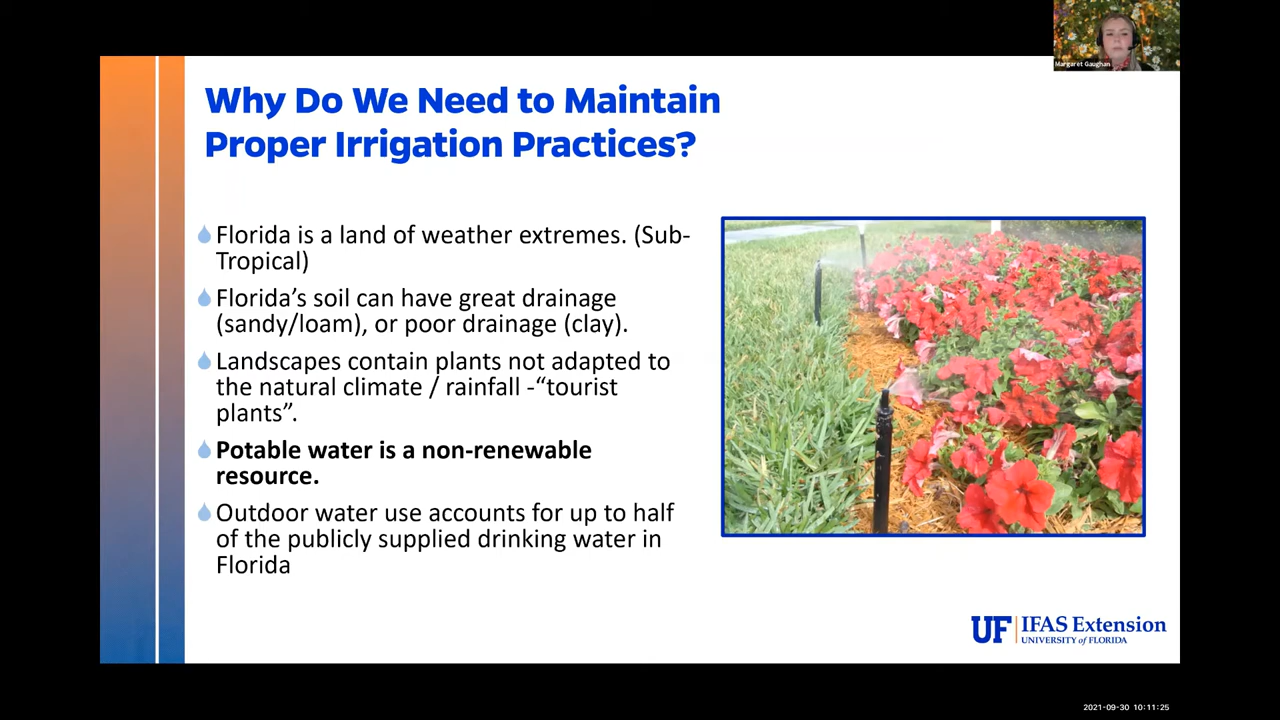 Margaret Gaughan
Why Do We Need to Maintain
Proper Irrigation Practices?
Florida is a land of weather extremes. (Sub-
Tropical)
Florida’s soil can have great drainage
(sandy/loam), or poor drainage (clay).
Landscapes contain plants not adapted to
the natural climate / rainfall -“tourist
plants”.
Potable water is a non-renewable
resource.
Outdoor water use accounts for up to half
of the publicly supplied drinking water in
Florida
UF IFAS Extension
UNIVERSITY of FLORIDA
2021-09-30 10:11:25